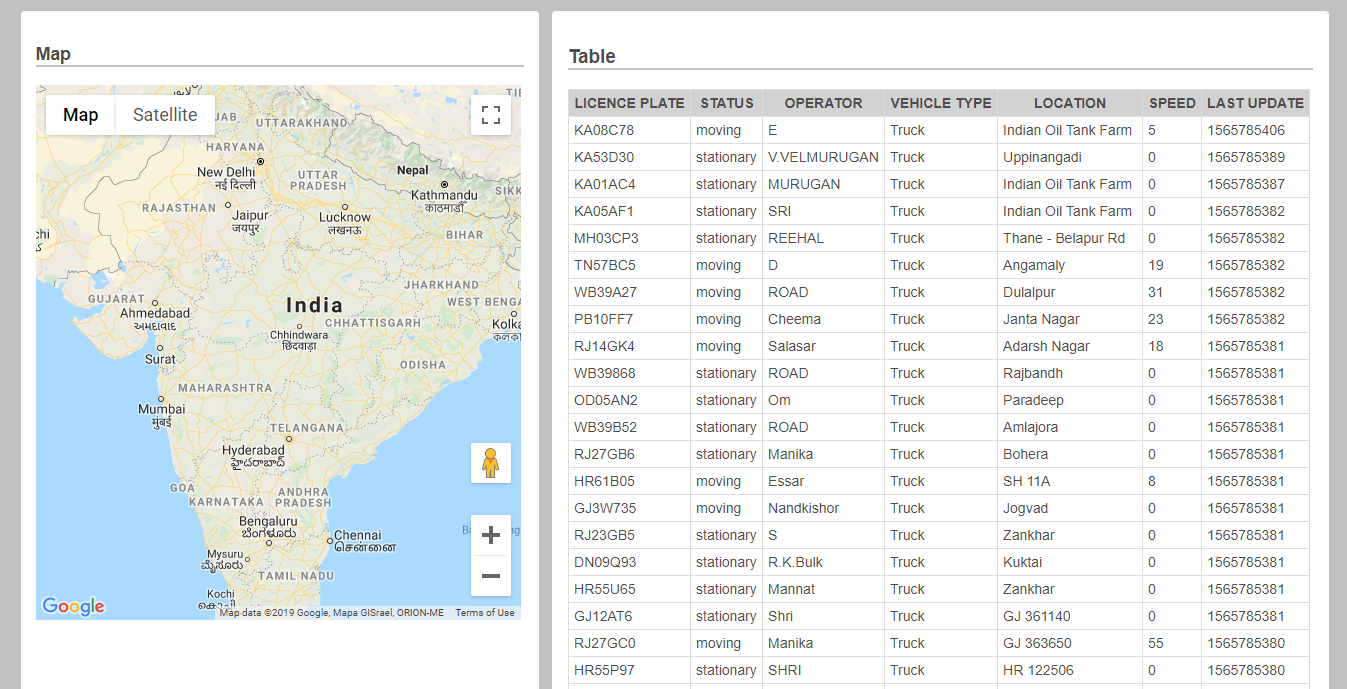 Map
Map Satellite
JAB
UTTARAKHAND
HARYANA
New Delhi
नई दिल्ली
UTTAR
PRADESH
Nepal
Kathmandu
काठमाडौँ
SIKK
RAJASTHAN
Jaipur
जयपुर
Lucknow
लखनऊ
BIHAR
JHARKHAND
GUJARAT
Ahmedabad
અમદાવાદ
India
WEST BENGA
Kolka
CHHATTISGARH
Chhindwara
छिंदवाड़ा
Surat
ODISHA
MAHARASHTRA
Mumbai
मुंबई
TELANGANA
Hyderabad
హైదరాబాద్
GOA
KARNATAKA
ANDHRA
PRADESH
Bengaluru
ಬೆಂಗಳೂರು
Chennai
சென்னை
Mysuru
ಮೈಸೂರು
TAMIL NADU
Kochi
Google
Map data ©2019 Google, Mapa GISrael, ORION-ME Terms of Use
Table
LICENCE PLATE STATUS OPERATOR VEHICLE TYPE LOCATION SPEED LAST UPDATE
KA08C78 moving E Truck Indian Oil Tank Farm 5 1565785406
KA53D30 stationary V.VELMURUGAN Truck Uppinangadi 0 1565785389
KA01AC4 stationary MURUGAN Truck Indian Oil Tank Farm 0 1565785387
KA05AF1 stationary SRI Truck Indian Oil Tank Farm 0 1565785382
MH03CP3 stationary REEHAL Truck Thane - Belapur Rd 0 1565785382
TN57BC5 moving D Truck Angamaly 19 1565785382
WB39A27 moving ROAD Truck Dulalpur 31 1565785382
PB10FF7 moving Cheema Truck Janta Nagar 23 1565785382
RJ14GK4 moving Salasar Truck Adarsh Nagar 18 1565785381
WB39868 stationary ROAD Truck Rajbandh 0 1565785381
OD05AN2 stationary Om Truck Paradeep 0 1565785381
WB39B52 stationary ROAD Truck Amlajora 0 1565785381
RJ27GB6 stationary Manika Truck Bohera 0 1565785381
HR61B05 moving Essar Truck SH 11A 8 1565785381
GJ3W735 moving Nandkishor Truck Jogvad 0 1565785381
RJ23GB5 stationary S Truck Zankhar 0 1565785381
DN09Q93 stationary R.K.Bulk Truck Kuktai 0 1565785381
HR55U65 stationary Mannat Truck Zankhar 0 1565785381
GJ12AT6 stationary Shri Truck GJ 361140 0 1565785381
RJ27GC0 moving Manika Truck GJ 363650 55 1565785380
HR55P97 stationary SHRI Truck HR 122506 0 1565785380